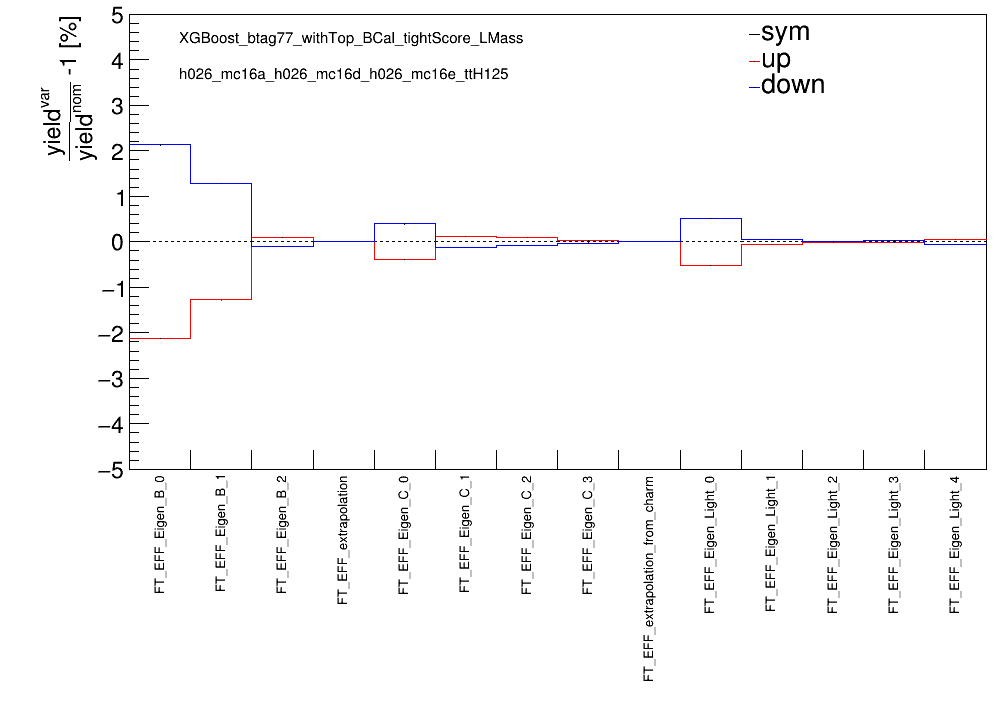 yield^var / yield^nom -1 [%]
XGBoost_btag77_withTop_BCal_tightScore_LMass
h026_mc16a_h026_mc16d_h026_mc16e_ttH125
sym
up
down
5
4
3
2
1
0
−1
−2
−3
−4
−5
FT_EFF_Eigen_B_0
FT_EFF_Eigen_B_1
FT_EFF_Eigen_B_2
FT_EFF_extrapolation
FT_EFF_Eigen_C_0
FT_EFF_Eigen_C_1
FT_EFF_Eigen_C_2
FT_EFF_Eigen_C_3
FT_EFF_extrapolation_from_charm
FT_EFF_Eigen_Light_0
FT_EFF_Eigen_Light_1
FT_EFF_Eigen_Light_2
FT_EFF_Eigen_Light_3
FT_EFF_Eigen_Light_4